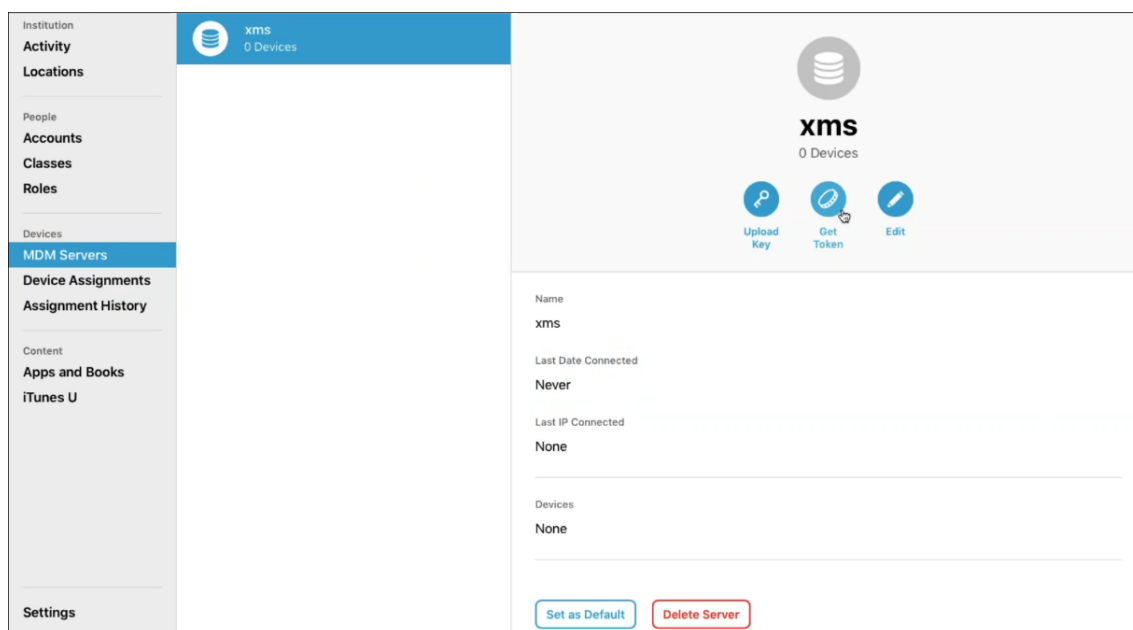 Institution
Activity
Locations
People
Accounts
Classes
Roles
Devices
MDM Servers
Device Assignments
Assignment History
Content
Apps and Books
iTunes U
Settings
xms
0 Devices
xms
0 Devices
Upload
Key
Get
Token
Edit
Name
xms
Last Date Connected
Never
Last IP Connected
None
Devices
None
Set as Default
Delete Server